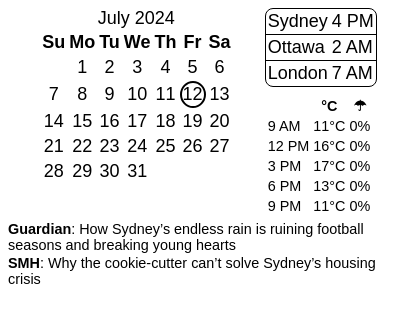 July 2024
Su Mo Tu We Th Fr Sa
1 2 3 4 5 6
7 8 9 10 11 12 13
14 15 16 17 18 19 20
21 22 23 24 25 26 27
28 29 30 31
Sydney 4 PM
Ottawa 2 AM
London 7 AM
°C ☂
9 AM 11°C 0%
12 PM 16°C 0%
3 PM 17°C 0%
6 PM 13°C 0%
9 PM 11°C 0%
Guardian: How Sydney’s endless rain is ruining football
seasons and breaking young hearts
SMH: Why the cookie-cutter can’t solve Sydney’s housing
crisis